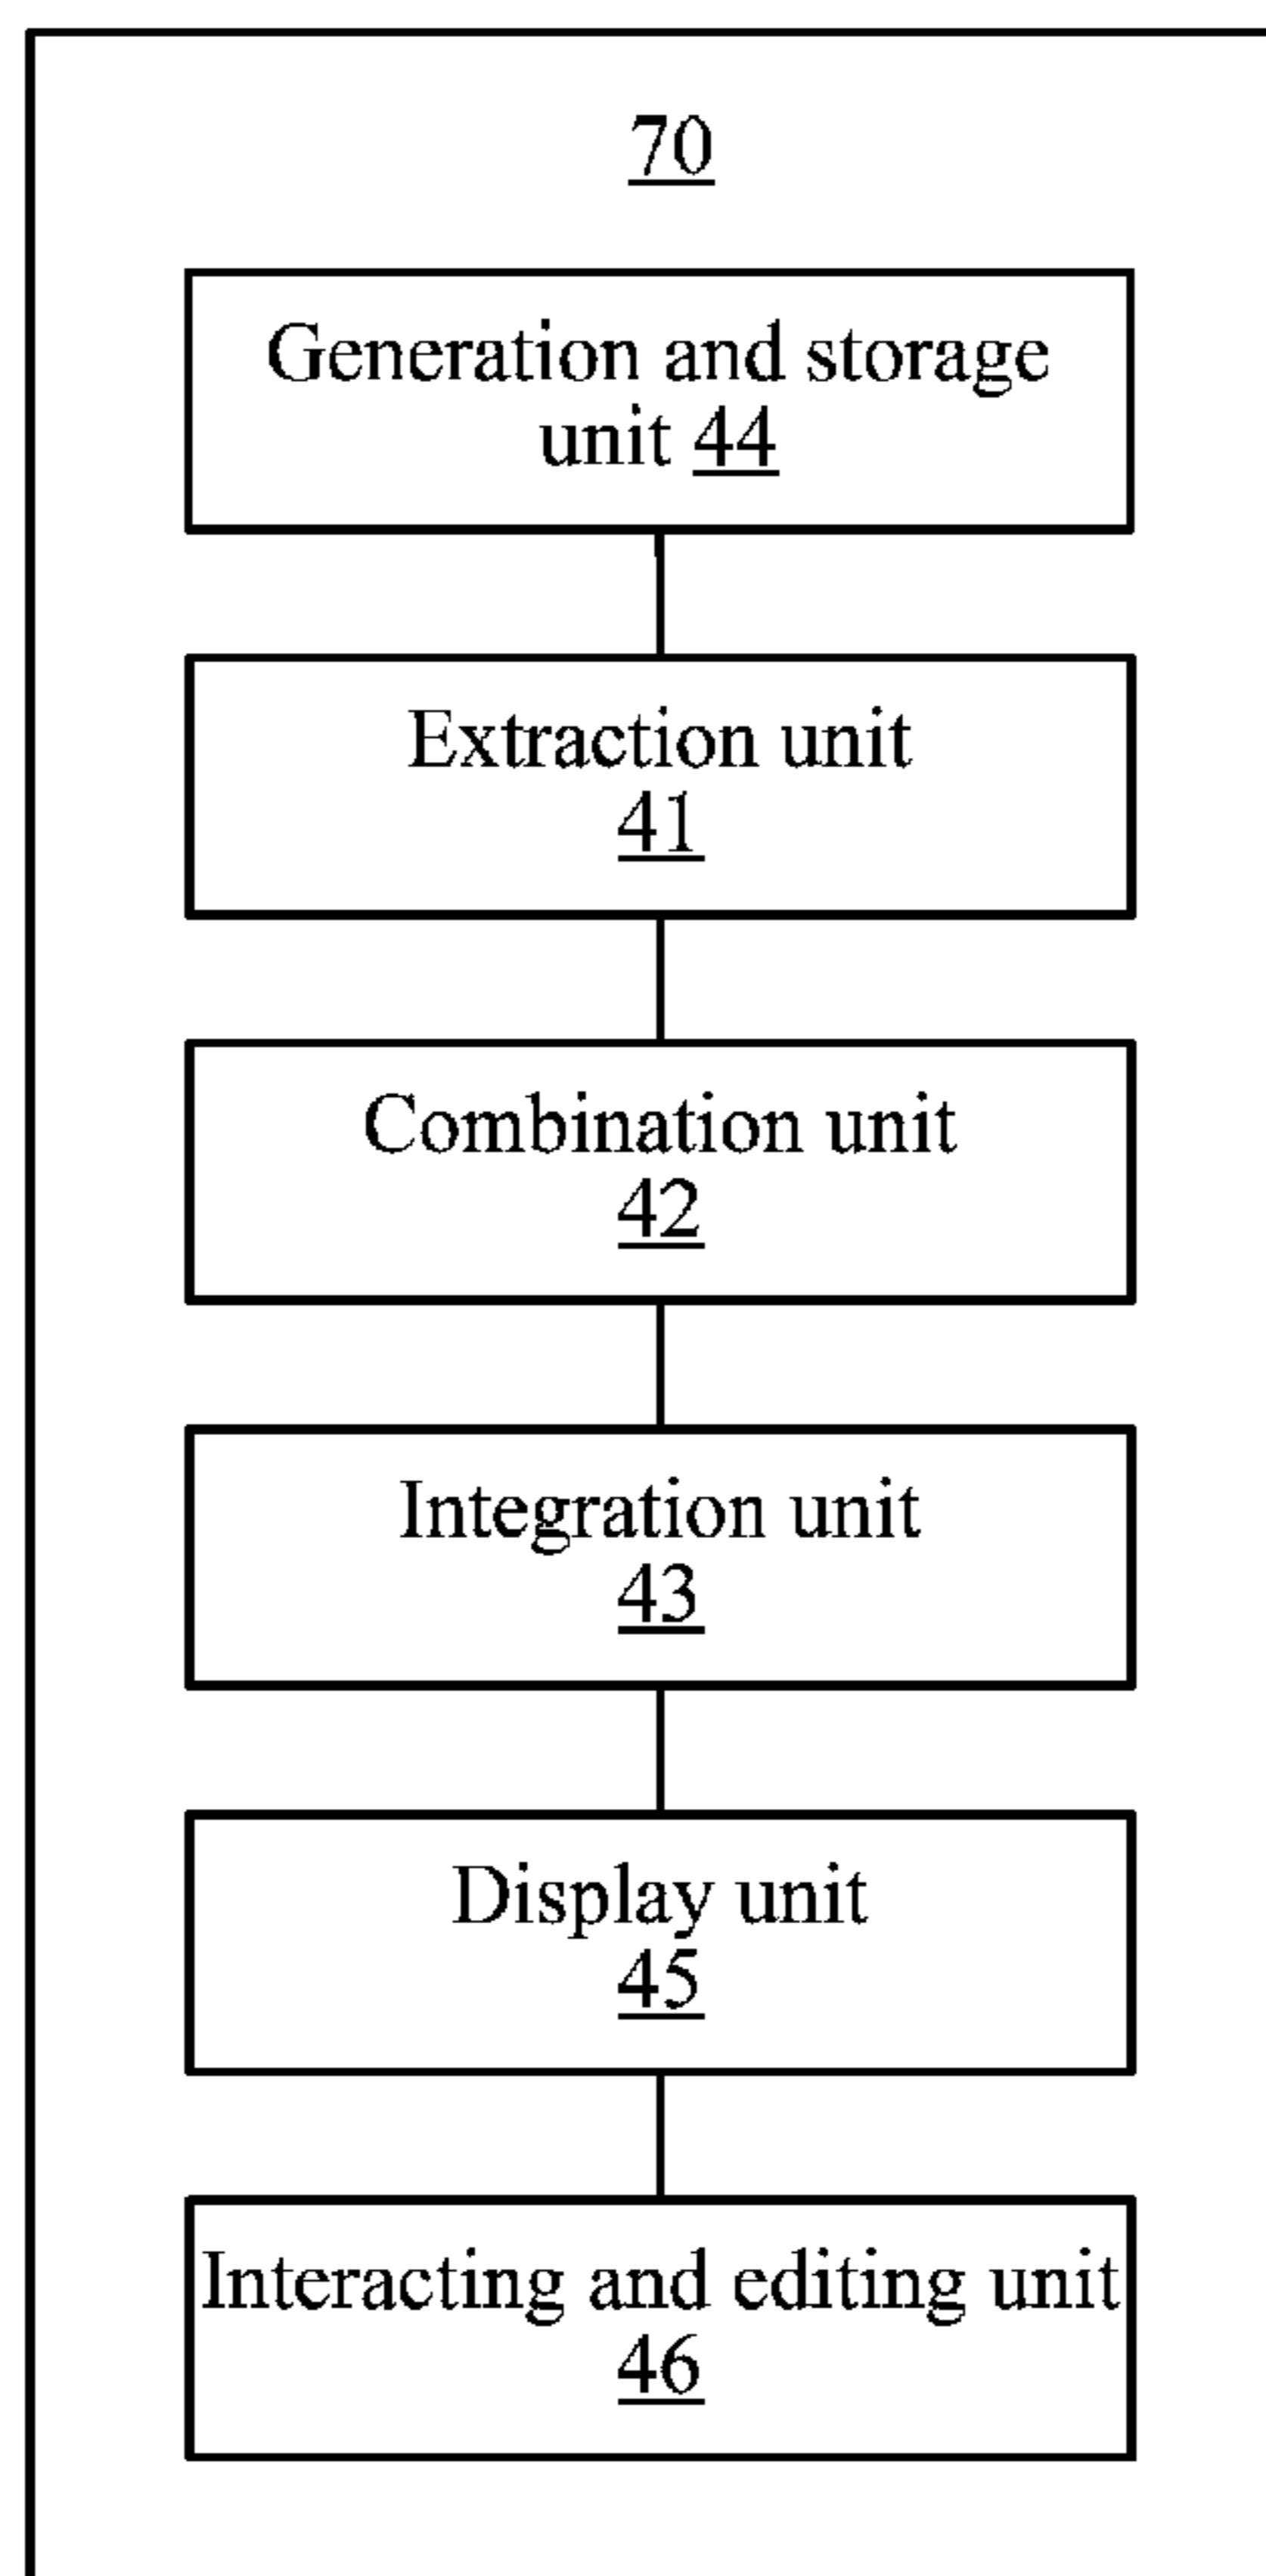 70
Generation and storage
unit 44
Extraction unit
41
Combination unit
42
Integration unit
43
Display unit
45
Interacting and editing unit
46